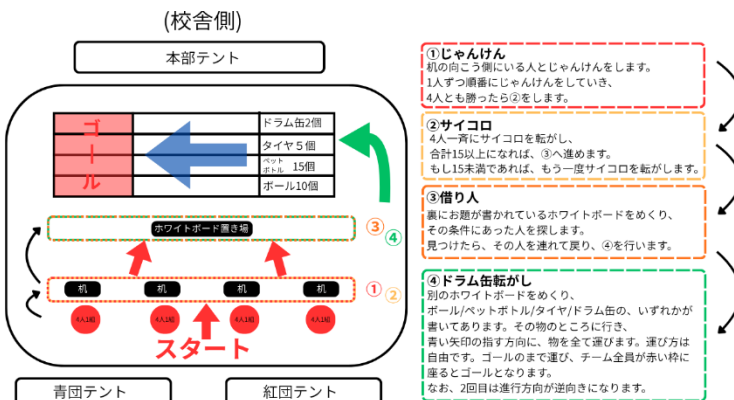 (校舎側)
本部テント
ゴール
ドラム缶2個
タイヤ５個
ペットボトル 15個
ボール10個
ホワイトボード置き場
③
④
机
机
机
机
①
②
4人1組
4人1組
4人1組
4人1組
スタート
青団テント
紅団テント
①じゃんけん
机の向こう側にいる人とじゃんけんをします。
1人ずつ順番にじゃんけんをしていき、
4人とも勝ったら②をします。
②サイコロ
4人一斉にサイコロを転がし、
合計15以上になれば、③へ進めます。
もし15未満であれば、もう一度サイコロを転がします。
③借り人
裏にお題が書かれているホワイトボードをめくり、
その条件にあった人を探します。
見つけたら、その人を連れて戻り、④を行います。
④ドラム缶転がし
別のホワイトボードをめくり、
ボール/ペットボトル/タイヤ/ドラム缶の、いずれかが
書いてあります。その物のところに行き、
青い矢印の指す方向に、物を全て運びます。運び方は
自由です。ゴールのまで運び、チーム全員が赤い枠に
座るとゴールとなります。
なお、2回目は進行方向が逆向きになります。